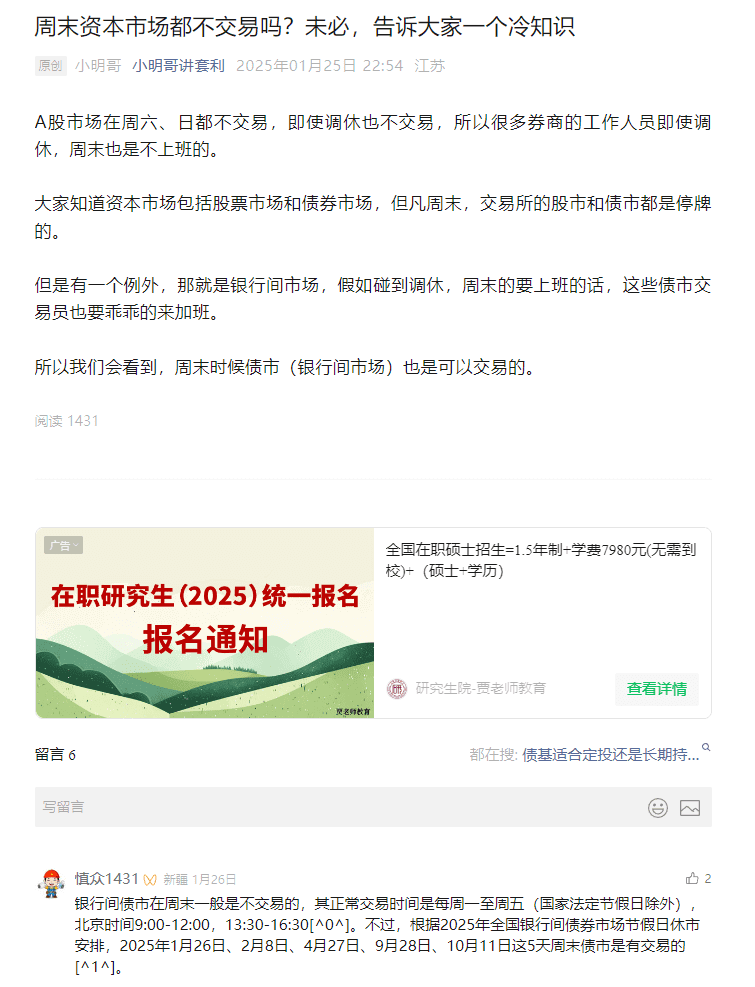 周末资本市场都不交易吗？未必，告诉大家一个冷知识
原创 小明哥 小明哥讲套利 2025年01月25日 22:54 江苏
A股市场在周六、日都不交易，即使调休也不交易，所以很多券商的工作人员即使调
休，周末也是不上班的。
大家知道资本市场包括股票市场和债券市场，但凡周末，交易所的股市和债市都是停牌
的。
但是有一个例外，那就是银行间市场，假如碰到调休，周末的要上班的话，这些债市交
易员也要乖乖的来加班。
所以我们会看到，周末时候债市（银行间市场）也是可以交易的。
阅读 1431
广告
在职研究生（2025）统一报名
报名通知
贾老师教育
全国在职硕士招生=1.5年制+学费7980元(无需到
校)+（硕士+学历）
研
研究生院-贾老师教育
查看详情
留言 6
都在搜: 债基适合定投还是长期持...
写留言
慎众1431 新疆 1月26日
2
银行间债市在周末一般是不交易的，其正常交易时间是每周一至周五（国家法定节假日除外），
北京时间9:00-12:00，13:30-16:30[^0^]。不过，根据2025年全国银行间债券市场节假日休市
安排，2025年1月26日、2月8日、4月27日、9月28日、10月11日这5天周末债市是有交易的
[^1^]。